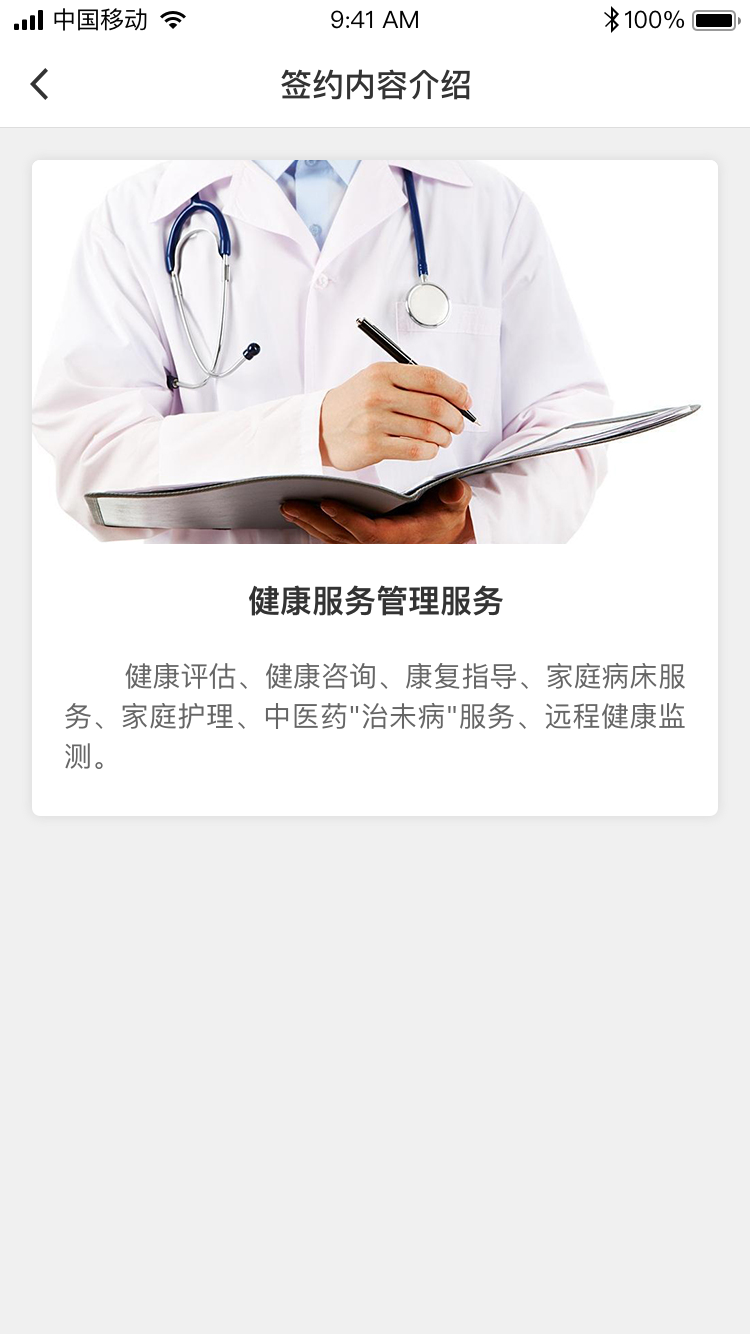 中国移动 9:41 AM 100%
签约内容介绍
健康服务管理服务
健康评估、健康咨询、康复指导、家庭病床服
务、家庭护理、中医药"治未病"服务、远程健康监
测。